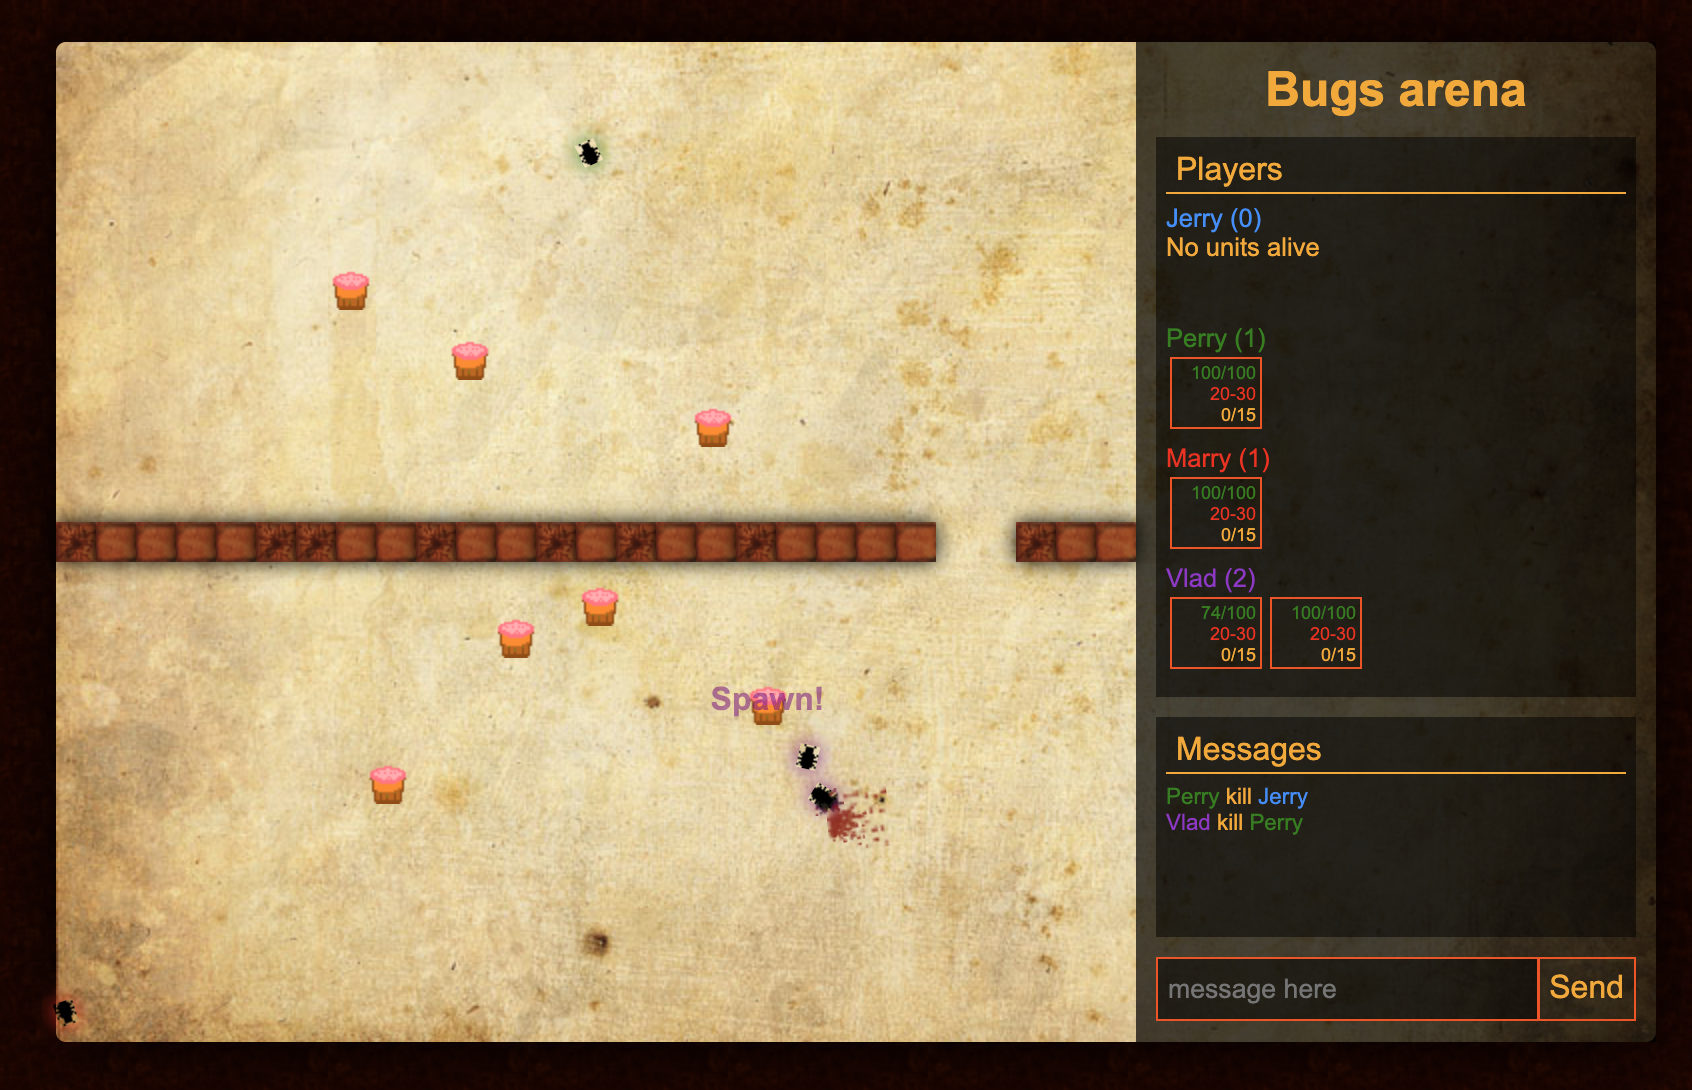 Bugs arena
Players
Jerry (0)
No units alive
Perry (1)
100/100
20-30
0/15
Marry (1)
100/100
20-30
0/15
Vlad (2)
74/100 100/100
20-30 20-30
0/15 0/15
Spawn!
Messages
Perry kill Jerry
Vlad kill Perry
message here Send